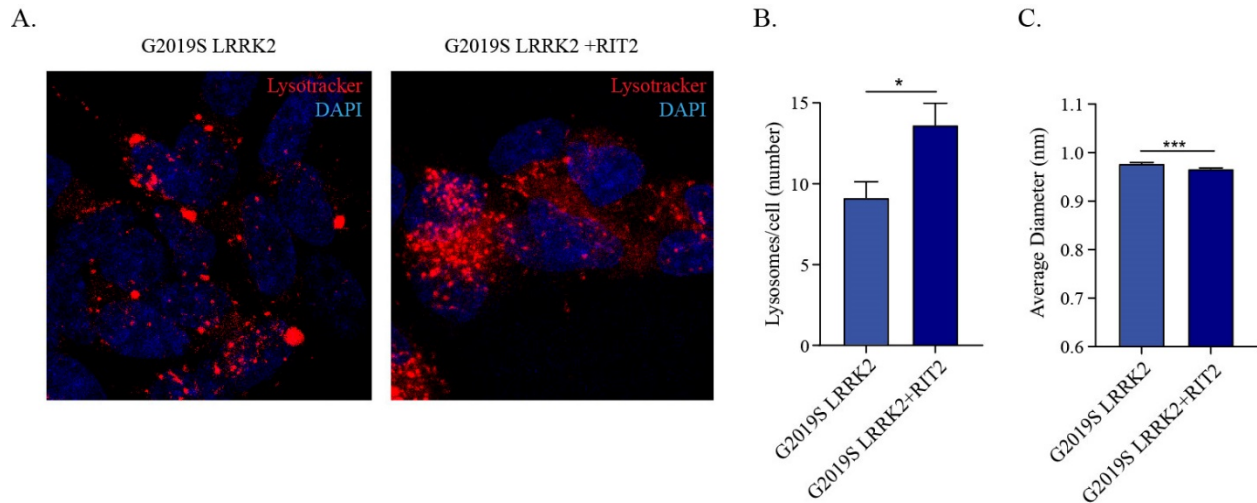 A.
G2019S LRRK2
Lysotracker
DAPI
G2019S LRRK2 +RIT2
Lysotracker
DAPI
B.
Lysosomes/cell (number)
15
10
5
0
*
G2019S LRRK2
G2019S LRRK2+RIT2
C.
Average Diameter (nm)
1.1
1.0
0.9
0.8
0.7
0.6
***
G2019S LRRK2
G2019S LRRK2+RIT2